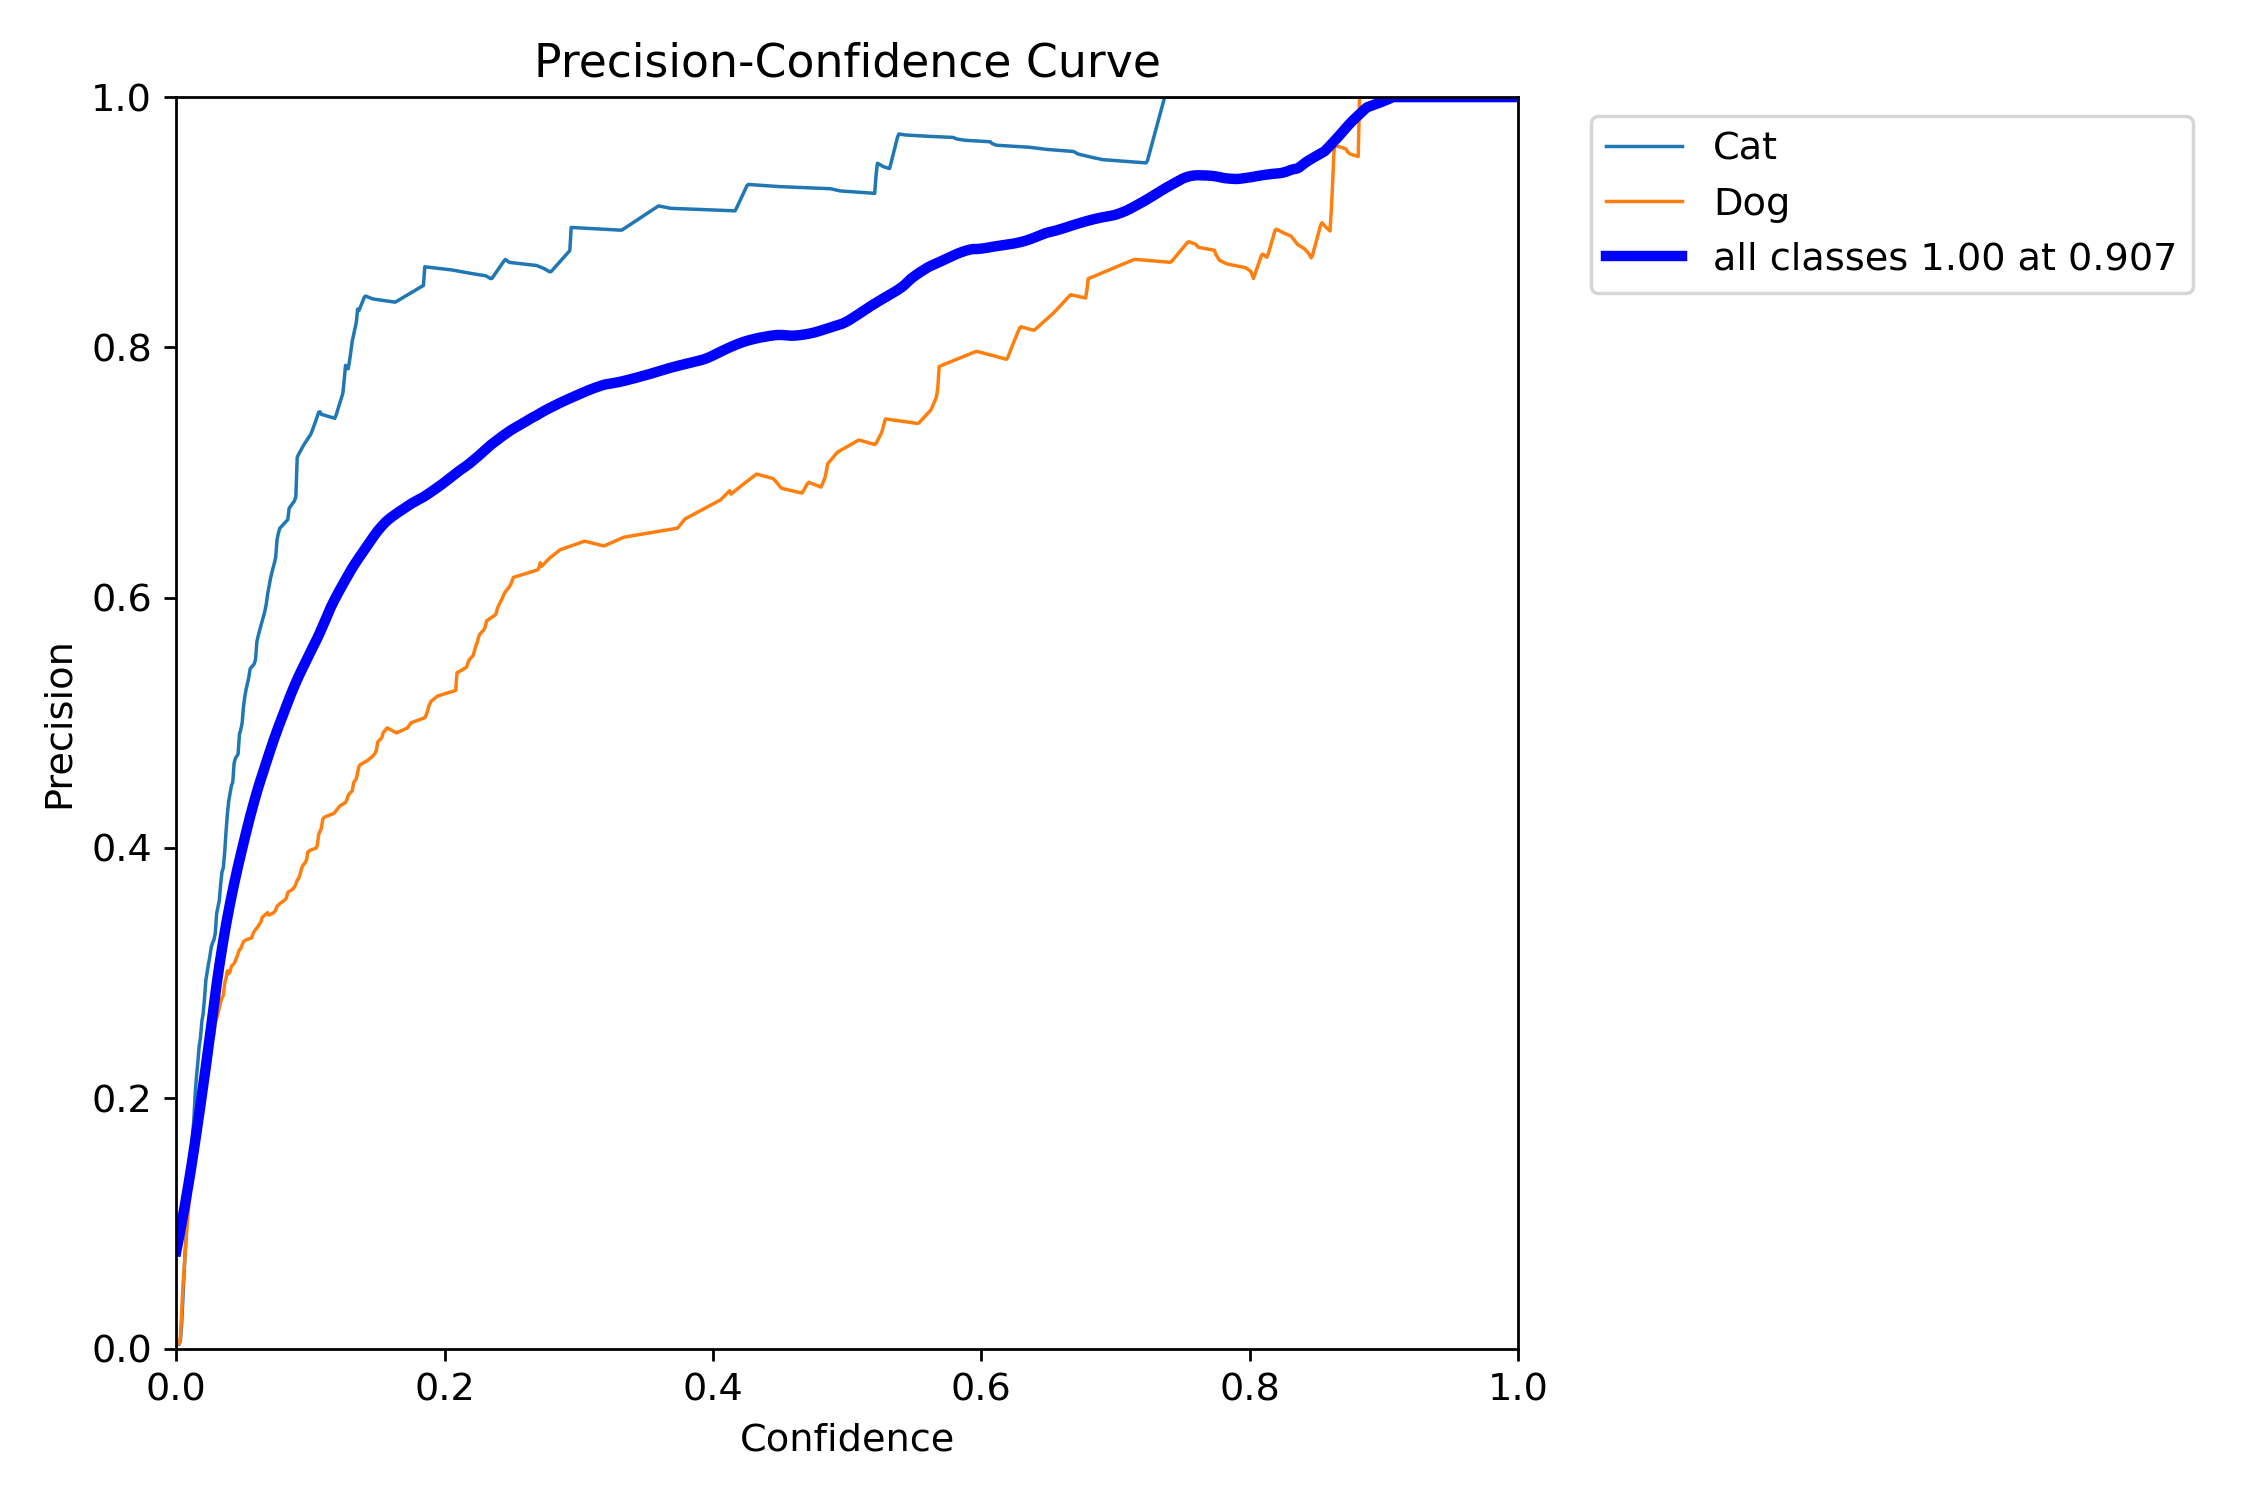 Precision-Confidence Curve
1.0
0.8
0.6
0.4
0.2
0.0
Precision
0.0 0.2 0.4 0.6 0.8 1.0
Confidence
Cat
Dog
all classes 1.00 at 0.907